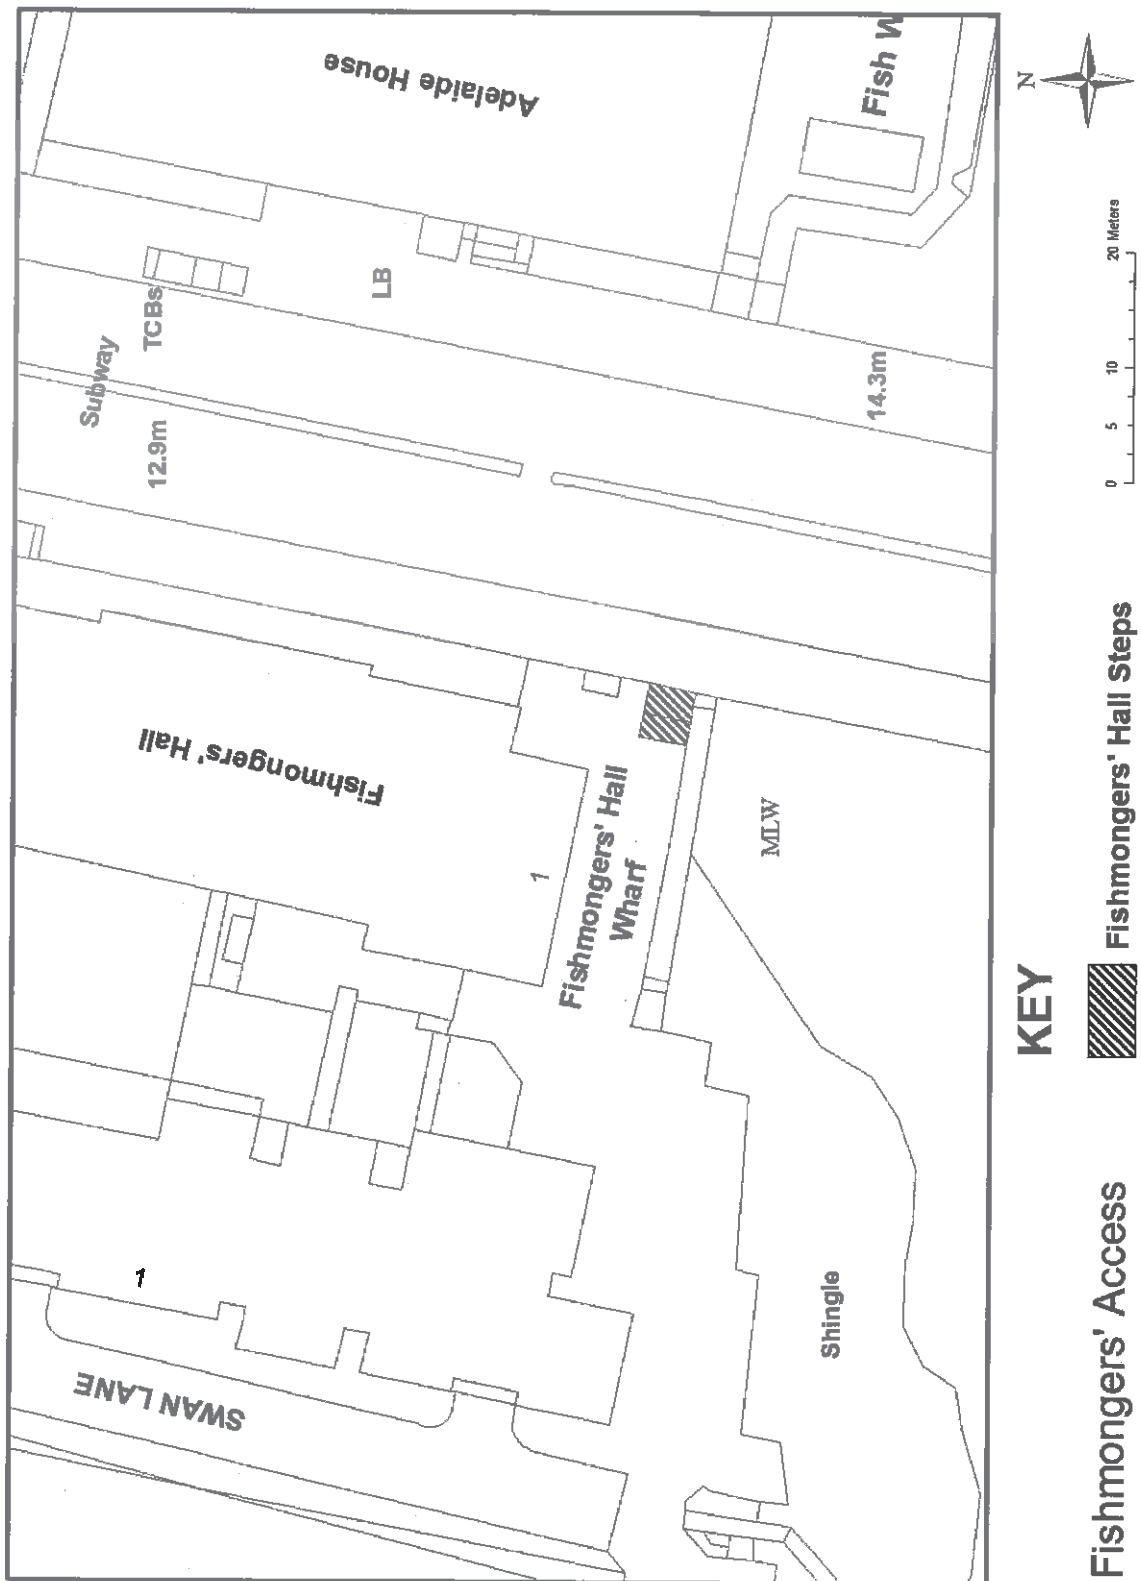 Adelaide House
Fish W
N
LB
TCBs
Subway
12.9m
14.3m
20 Meters
10
5
0
Fishmongers' Hall
Fishmongers' Hall
Wharf
1
MLW
1
SWAN LANE
Shingle
KEY
Fishmongers' Hall Steps
Fishmongers' Access